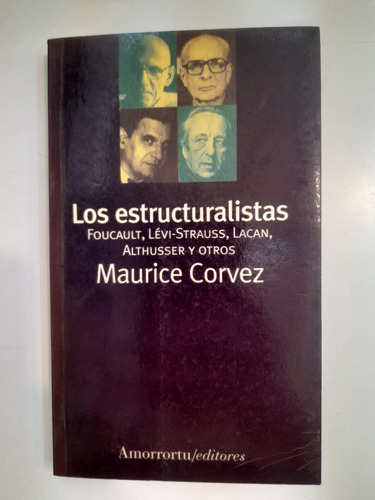 Los estructuralistas
FOUCAULT, LÉVI-STRAUSS, LACAN,
ALTHUSSER Y OTROS
Maurice Corvez
Amorrortu/editores